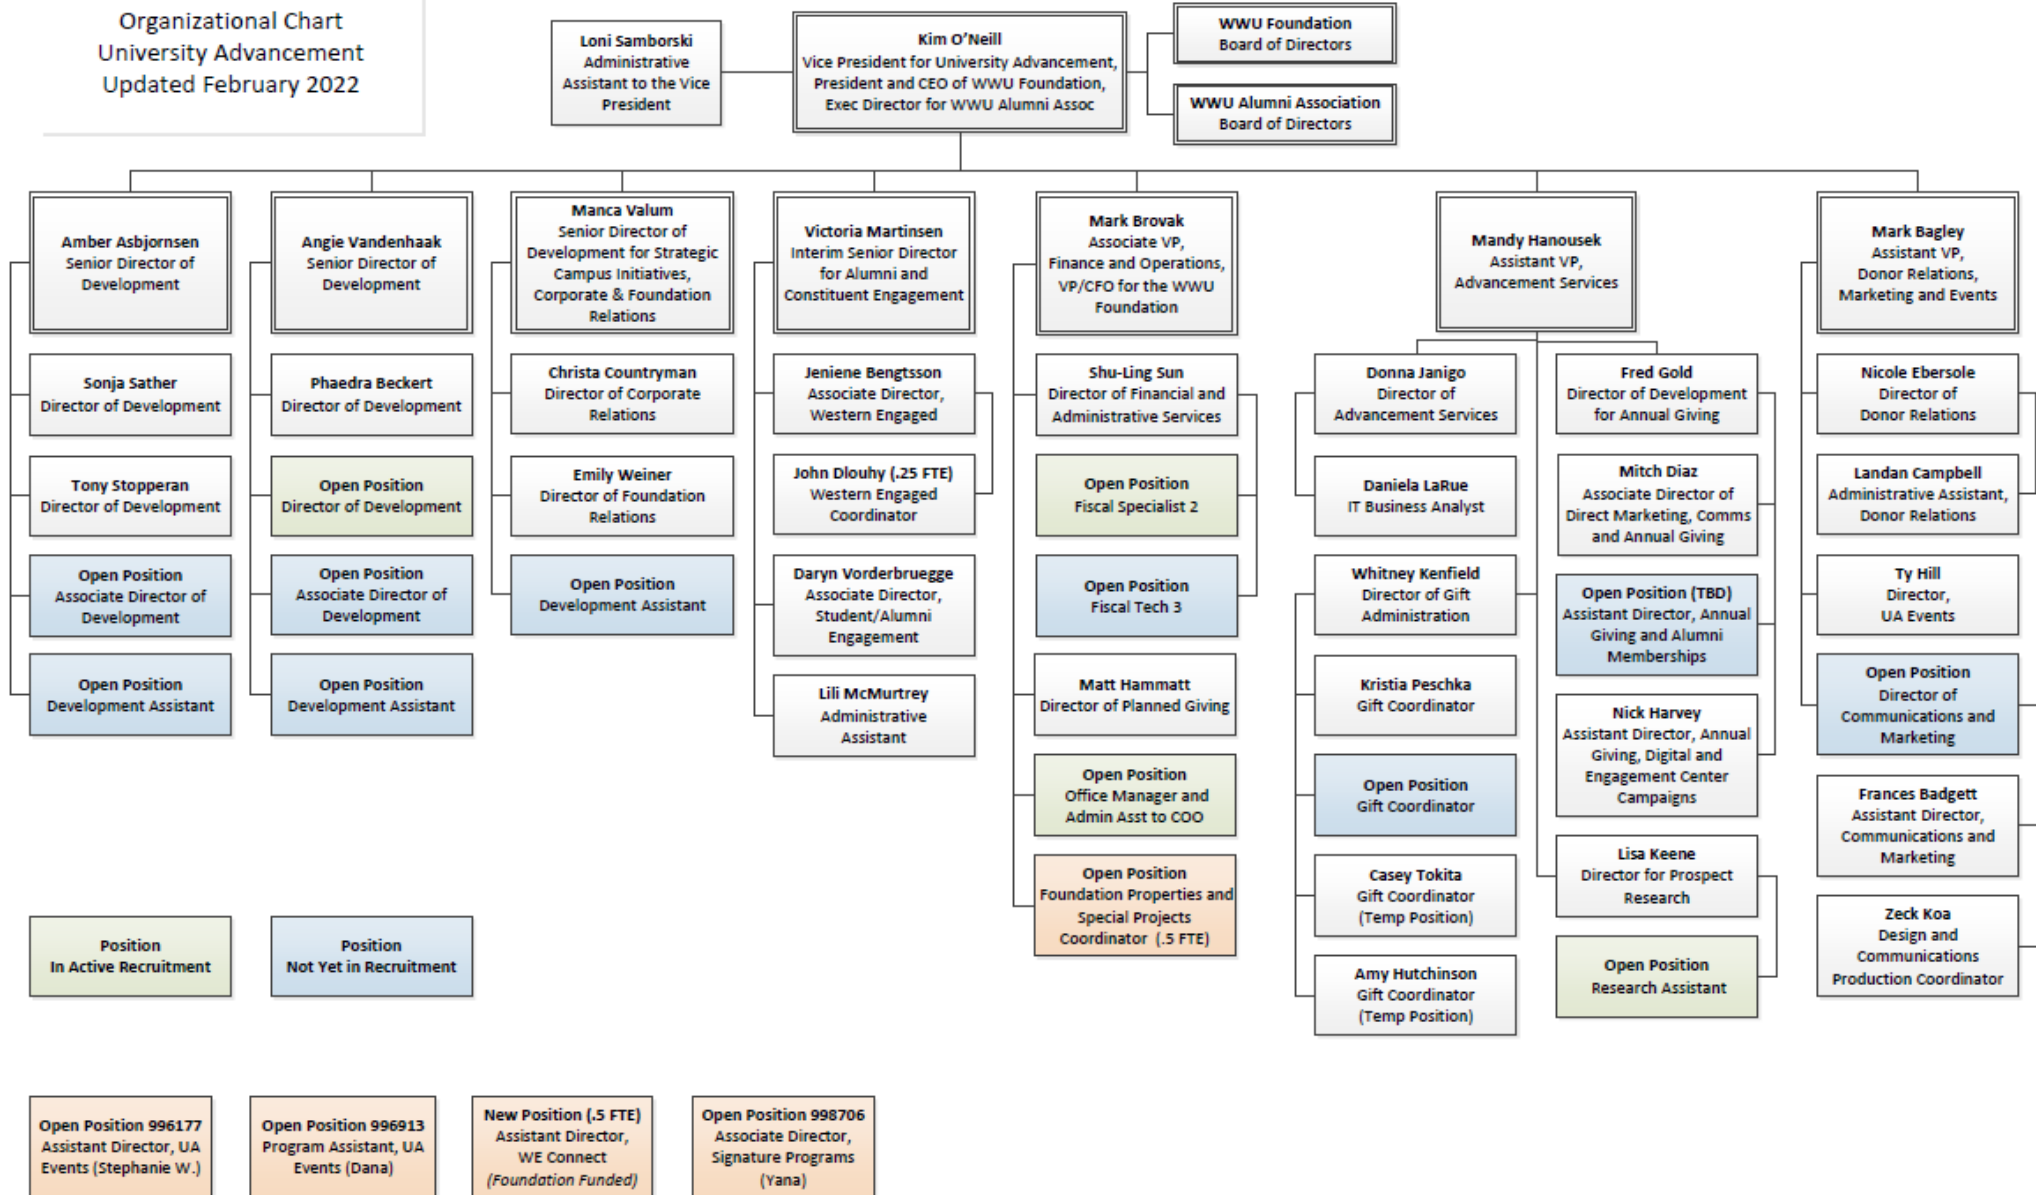 Organizational Chart
University Advancement
Updated February 2022
Loni Samborski
Administrative
Assistant to the Vice
President
Kim O'Neill
Vice President for University Advancement,
President and CEO of WWU Foundation,
Exec Director for WWU Alumni Assoc
WWU Foundation
Board of Directors
WWU Alumni Association
Board of Directors
Amber Asbjornsen
Senior Director of
Development
Sonja Sather
Director of Development
Tony Stopperan
Director of Development
Open Position
Associate Director of
Development
Open Position
Development Assistant
Angie Vandenhaak
Senior Director of
Development
Phaedra Beckert
Director of Development
Open Position
Director of Development
Open Position
Associate Director of
Development
Open Position
Development Assistant
Manca Valum
Senior Director of
Development for Strategic
Campus Initiatives,
Corporate & Foundation
Relations
Christa Countryman
Director of Corporate
Relations
Emily Weiner
Director of Foundation
Relations
Open Position
Development Assistant
Victoria Martinsen
Interim Senior Director
for Alumni and
Constituent Engagement
Jeniene Bengtsson
Associate Director,
Western Engaged
John Dlouhy (.25 FTE)
Western Engaged
Coordinator
Daryn Vorderbruegge
Associate Director,
Student/Alumni
Engagement
Lili McMurtrey
Administrative
Assistant
Mark Brovak
Associate VP,
Finance and Operations,
VP/CFO for the WWU
Foundation
Shu-Ling Sun
Director of Financial and
Administrative Services
Open Position
Fiscal Specialist 2
Open Position
Fiscal Tech 3
Matt Hammatt
Director of Planned Giving
Open Position
Office Manager and
Admin Asst to COO
Open Position
Foundation Properties and
Special Projects
Coordinator (.5 FTE)
Mandy Hanousek
Assistant VP,
Advancement Services
Donna Janigo
Director of
Advancement Services
Daniela LaRue
IT Business Analyst
Whitney Kenfield
Director of Gift
Administration
Kristia Peschka
Gift Coordinator
Open Position
Gift Coordinator
Casey Tokita
Gift Coordinator
(Temp Position)
Amy Hutchinson
Gift Coordinator
(Temp Position)
Fred Gold
Director of Development
for Annual Giving
Mitch Diaz
Associate Director of
Direct Marketing, Comms
and Annual Giving
Open Position (TBD)
Assistant Director, Annual
Giving and Alumni
Memberships
Nick Harvey
Assistant Director, Annual
Giving, Digital and
Engagement Center
Campaigns
Lisa Keene
Director for Prospect
Research
Open Position
Research Assistant
Mark Bagley
Assistant VP,
Donor Relations,
Marketing and Events
Nicole Ebersole
Director of
Donor Relations
Landan Campbell
Administrative Assistant,
Donor Relations
Ty Hill
Director,
UA Events
Open Position
Director of
Communications and
Marketing
Frances Badgett
Assistant Director,
Communications and
Marketing
Zeck Koa
Design and
Communications
Production Coordinator
Position
In Active Recruitment
Position
Not Yet in Recruitment
Open Position 996177
Assistant Director, UA
Events (Stephanie W.)
Open Position 996913
Program Assistant, UA
Events (Dana)
New Position (.5 FTE)
Assistant Director,
WE Connect
(Foundation Funded)
Open Position 998706
Associate Director,
Signature Programs
(Yana)